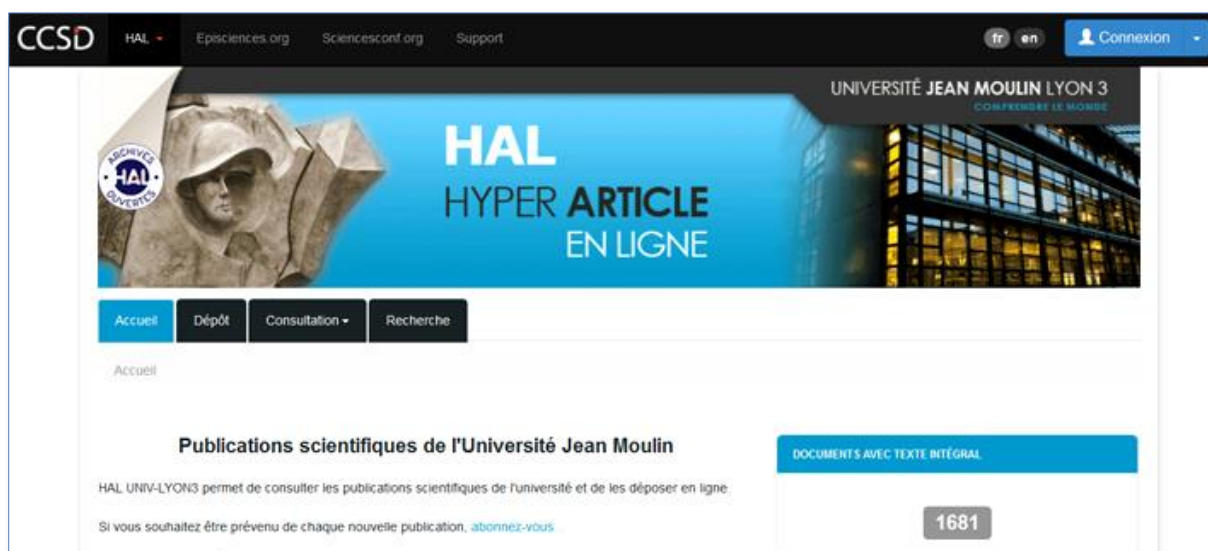 CCSD HAL Episciences.org Sciencesconf.org Support fr en Connexion
UNIVERSITÉ JEAN MOULIN LYON 3
COMPRENDRE LE MONDE
ARCHIVES
HAL
OUVERTES
HAL
HYPER ARTICLE
EN LIGNE
Accueil Dépôt Consultation Recherche
Accueil
Publications scientifiques de l'Université Jean Moulin
DOCUMENTS AVEC TEXTE INTÉGRAL
HAL UNIV-LYON3 permet de consulter les publications scientifiques de l'université et de les déposer en ligne.
Si vous souhaitez être prévenu de chaque nouvelle publication, abonnez-vous
1681